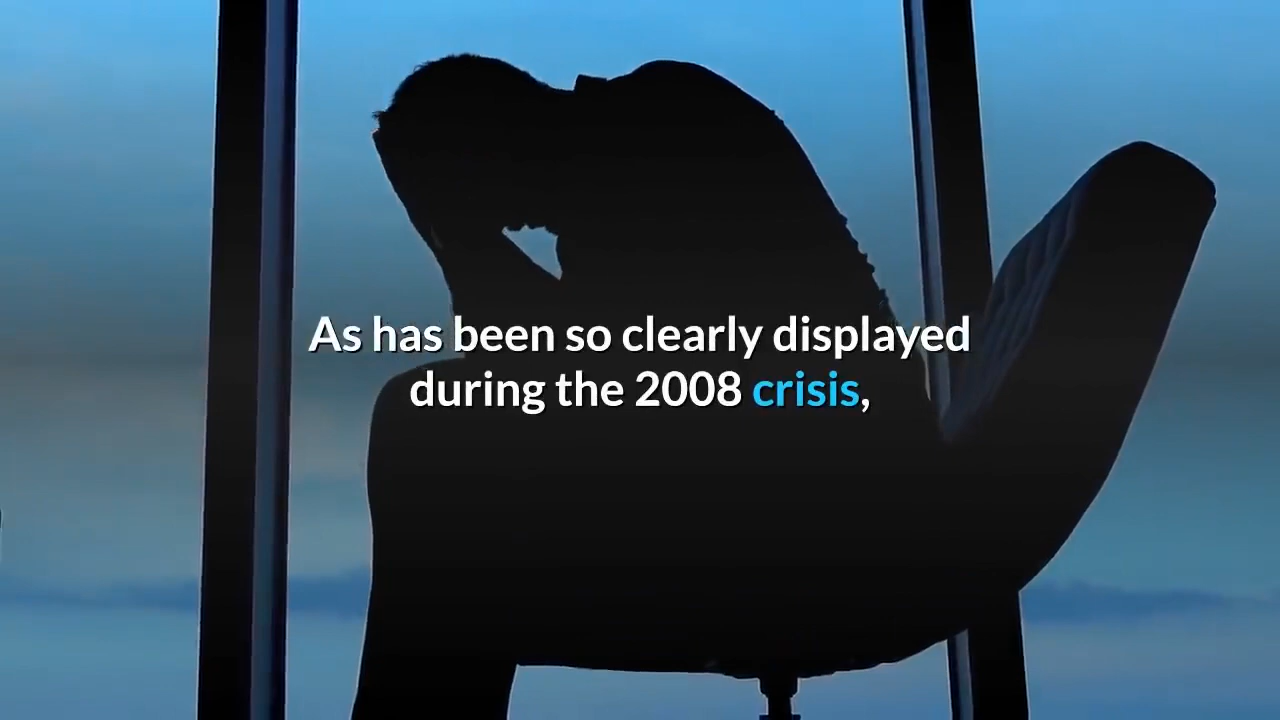 As has been so clearly displayed
during the 2008 crisis,